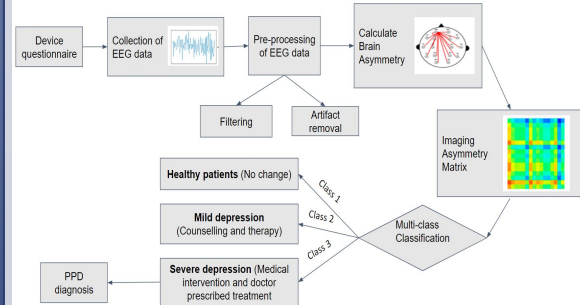 Device
questionnaire
Collection of
EEG data
Pre-processing
of EEG data
Calculate
Brain
Asymmetry
Filtering
Artifact
removal
Imaging
Asymmetry
Matrix
Healthy patients (No change)
Class 1
Mild depression
(Counselling and therapy)
Class 2
Multi-class
Classification
Class 3
Severe depression (Medical
intervention and doctor
prescribed treatment
PPD
diagnosis